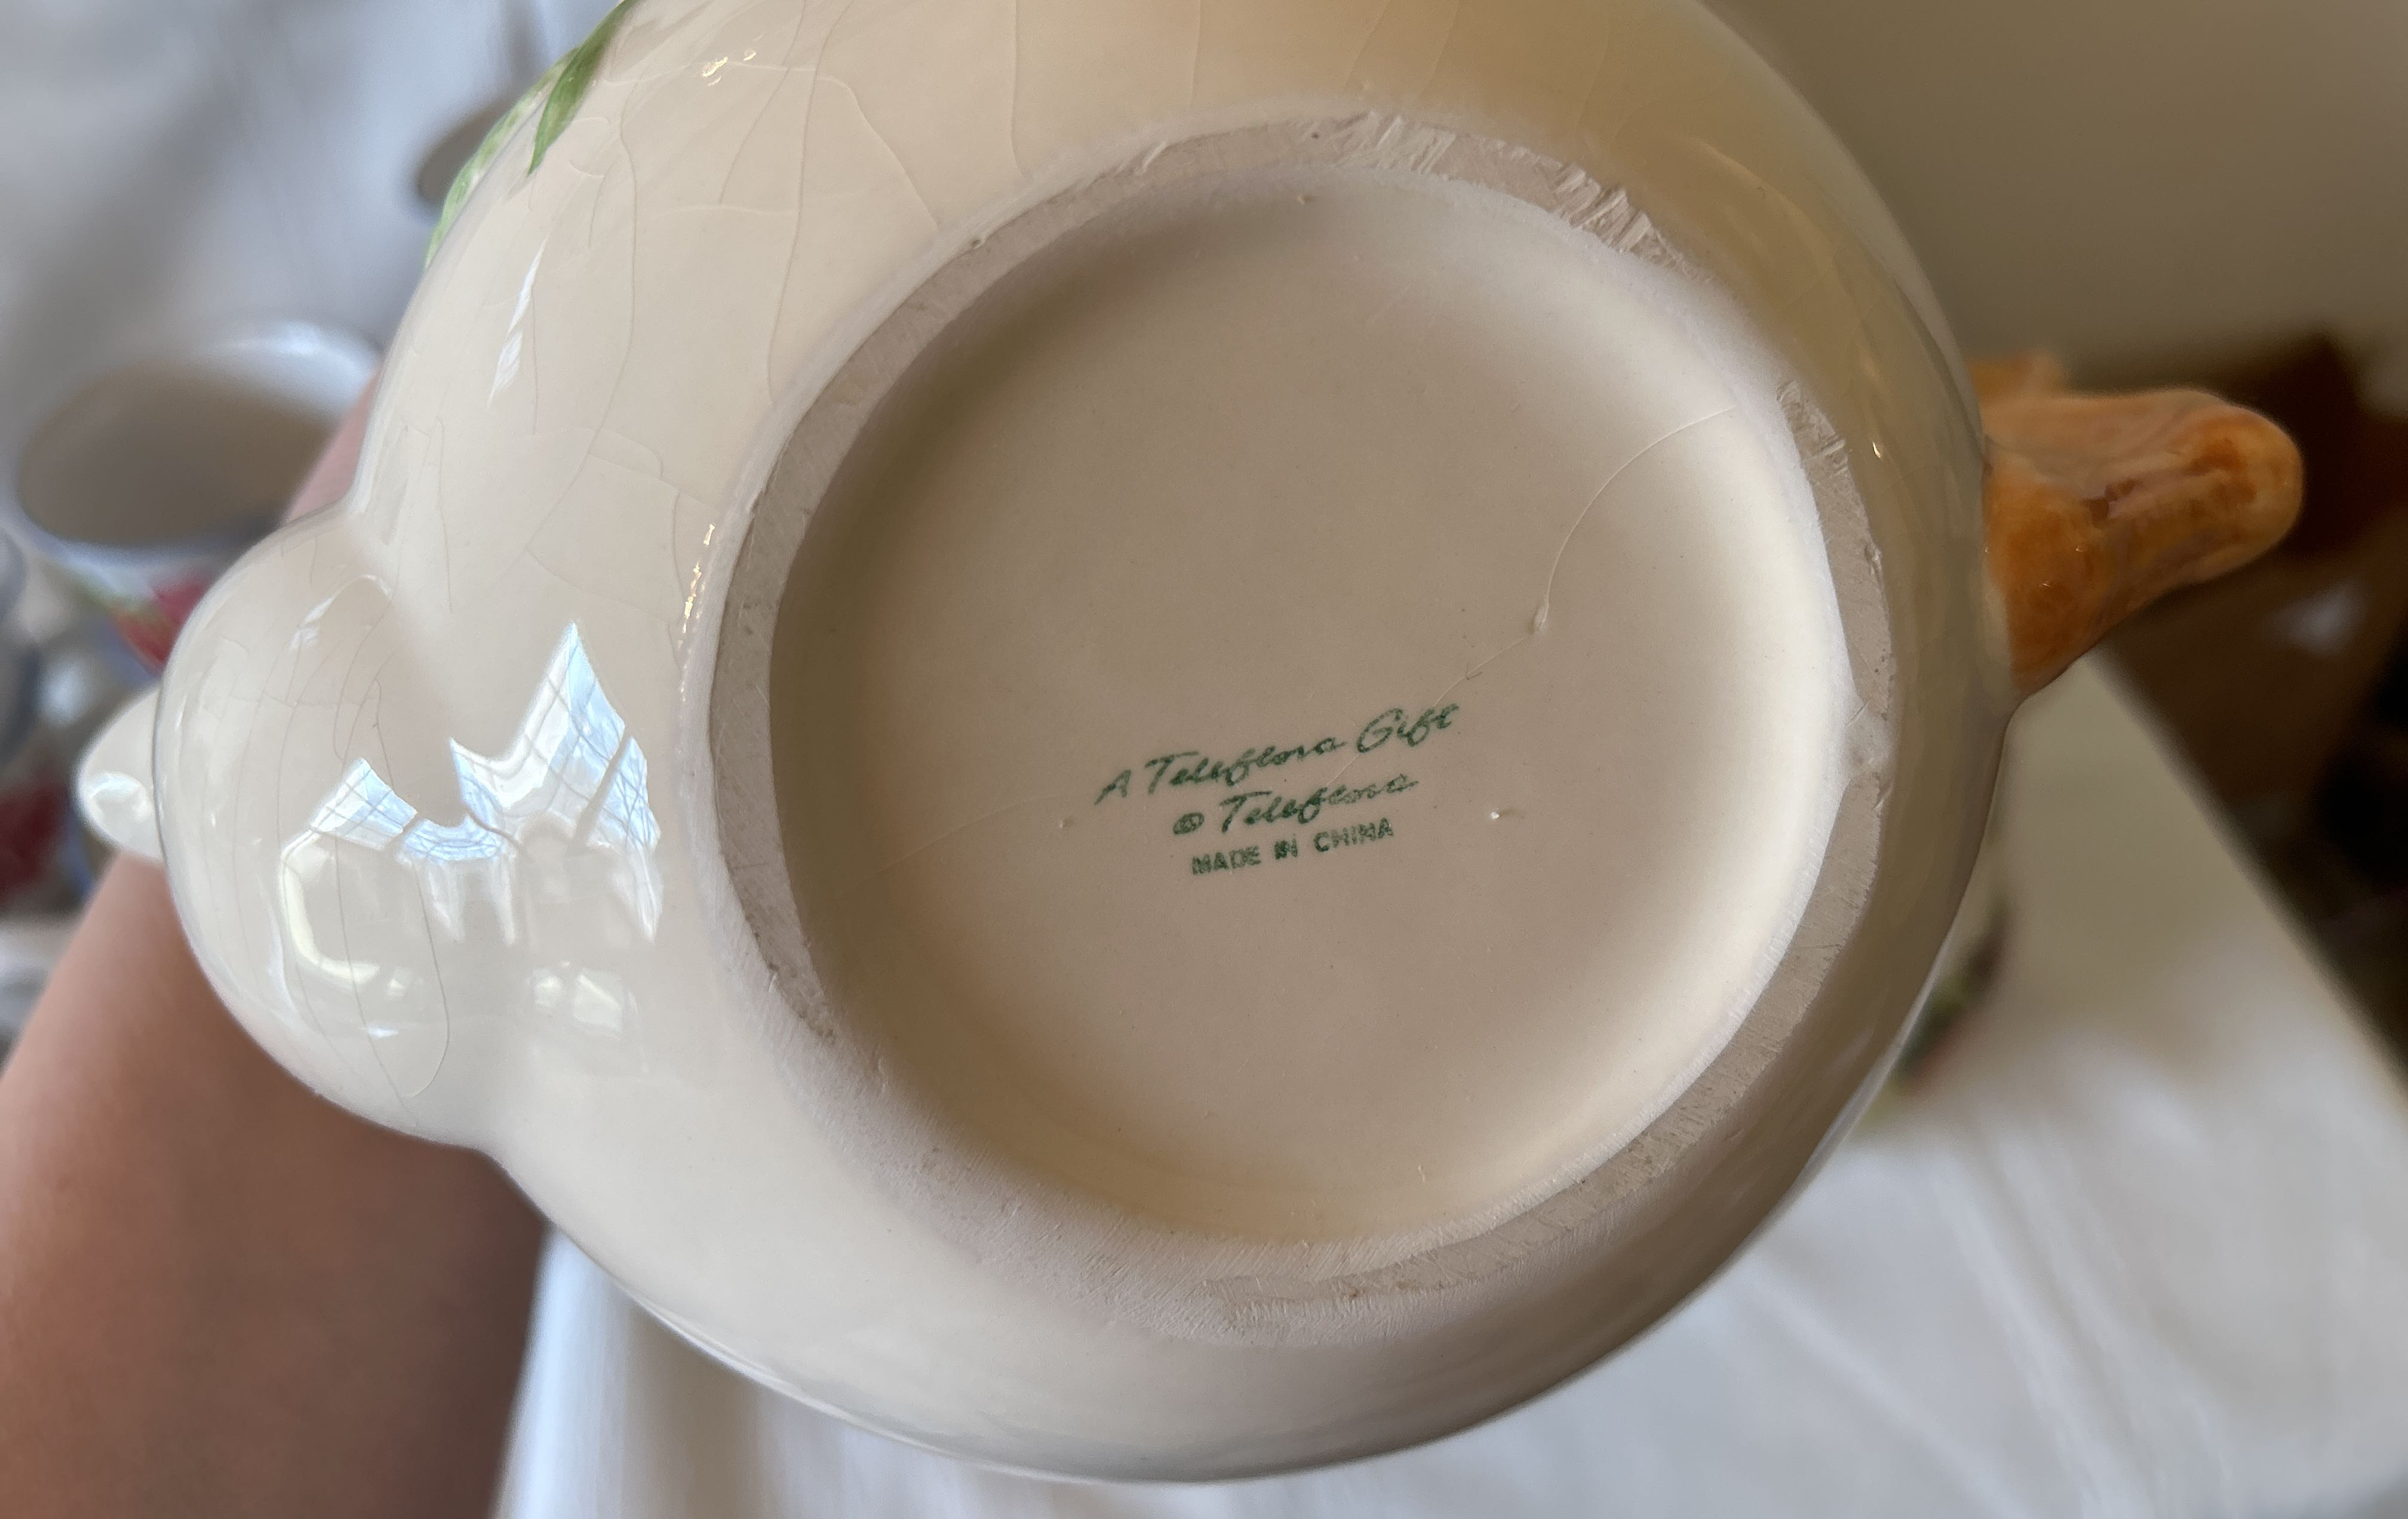 A Teleflora Gift
© Teleflora
MADE IN CHINA